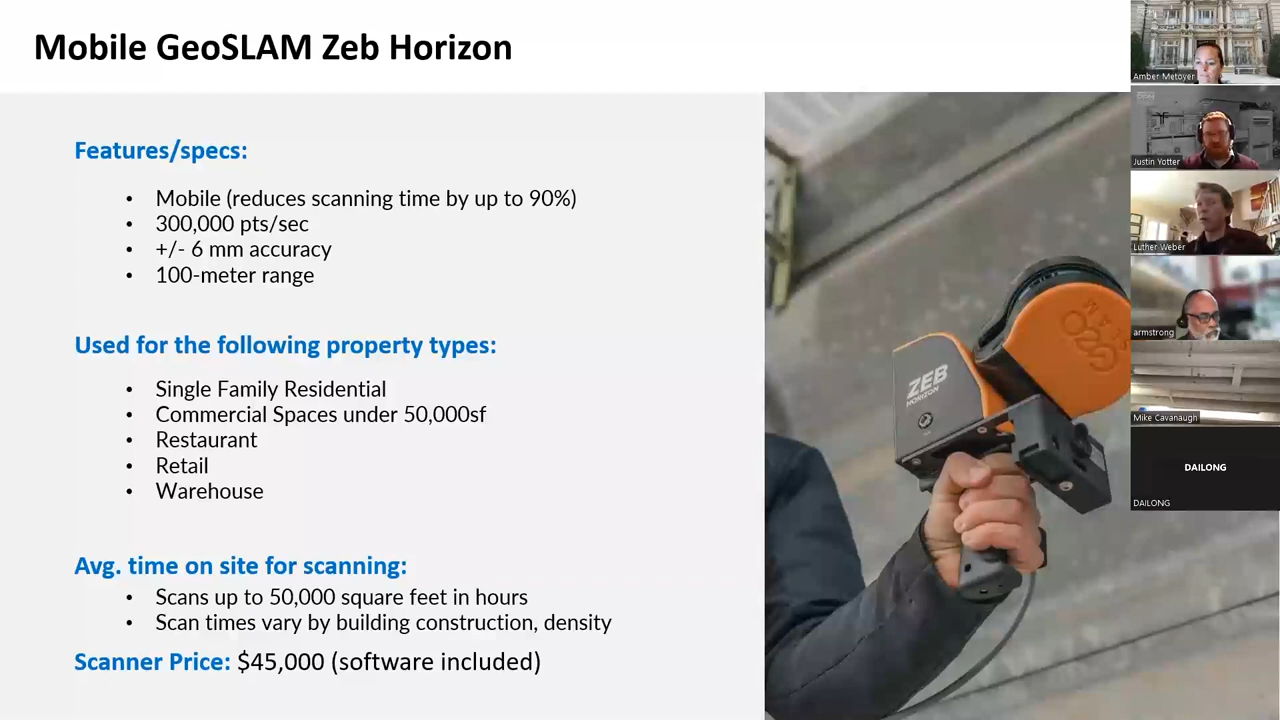 Mobile GeoSLAM Zeb Horizon
Features/specs:
• Mobile (reduces scanning time by up to 90%)
• 300,000 pts/sec
• +/- 6 mm accuracy
• 100-meter range
Used for the following property types:
• Single Family Residential
• Commercial Spaces under 50,000sf
• Restaurant
• Retail
• Warehouse
Avg. time on site for scanning:
• Scans up to 50,000 square feet in hours
• Scan times vary by building construction, density
Scanner Price: $45,000 (software included)
ZEB
HORIZON
GEO
SLAM
Amber Metoyer
Justin Yotter
Luther Weber
armstrong
Mike Cavanaugh
DAILONG
DAILONG